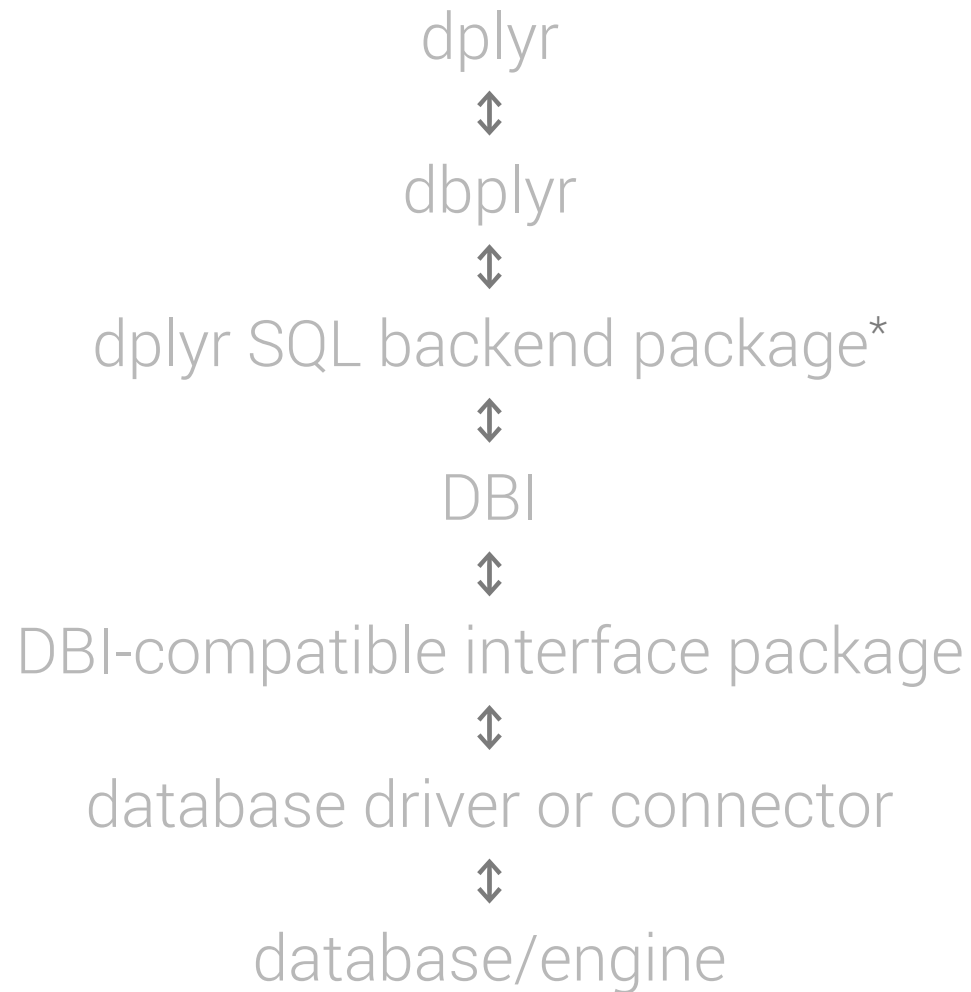 dplyr
↕
dbplyr
↕
dplyr SQL backend package*
↕
DBI
↕
DBI-compatible interface package
↕
database driver or connector
↕
database/engine